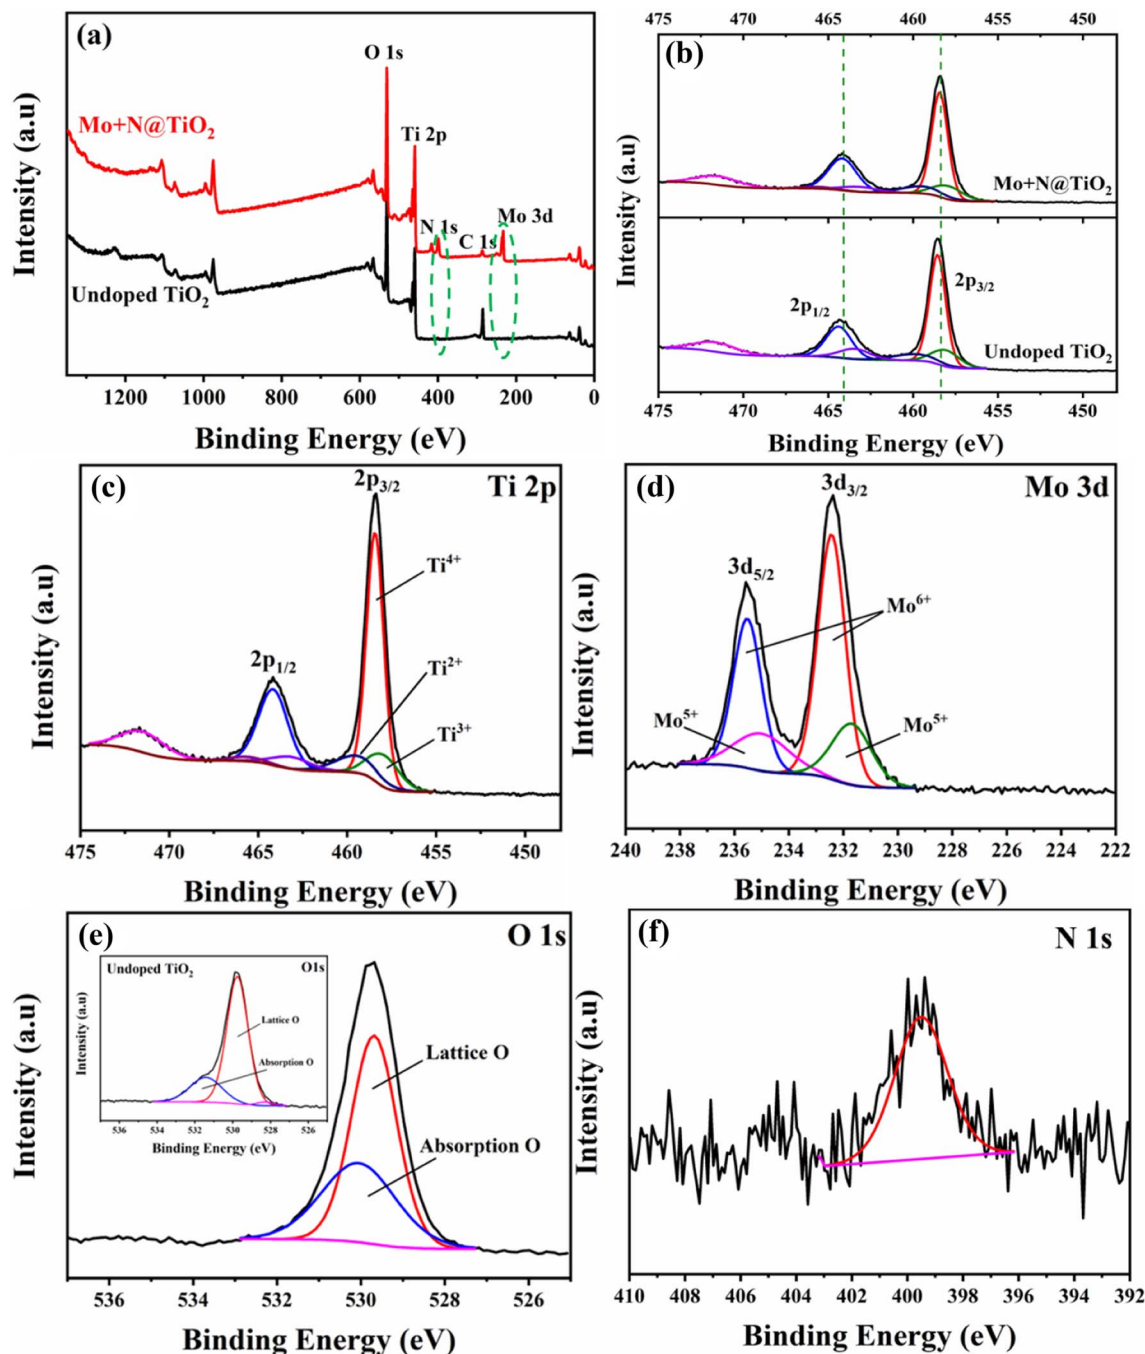 (a)
O 1s
Mo+N@TiO₂
Ti 2p
N 1s
C 1s
Mo 3d
Undoped TiO₂
Intensity (a.u)
1200 1000 800 600 400 200 0
Binding Energy (eV)
475 470 465 460 455 450
(b)
Mo+N@TiO₂
2p₁/₂
2p₃/₂
Undoped TiO₂
Intensity (a.u)
475 470 465 460 455 450
Binding Energy (eV)
(c)
2p₃/₂
Ti 2p
Ti⁴⁺
2p₁/₂
Ti²⁺
Ti³⁺
Intensity (a.u)
475 470 465 460 455 450
Binding Energy (eV)
(d)
3d₃/₂
Mo 3d
3d₅/₂
Mo⁶⁺
Mo⁵⁺
Mo⁵⁺
Intensity (a.u)
240 238 236 234 232 230 228 226 224 222
Binding Energy (eV)
(e)
O 1s
Undoped TiO₂
O1s
Lattice O
Absorption O
Intensity (a.u)
536 534 532 530 528 526
Binding Energy (eV)
Lattice O
Absorption O
Intensity (a.u)
536 534 532 530 528 526
Binding Energy (eV)
(f)
N 1s
Intensity (a.u)
410 408 406 404 402 400 398 396 394 392
Binding Energy (eV)